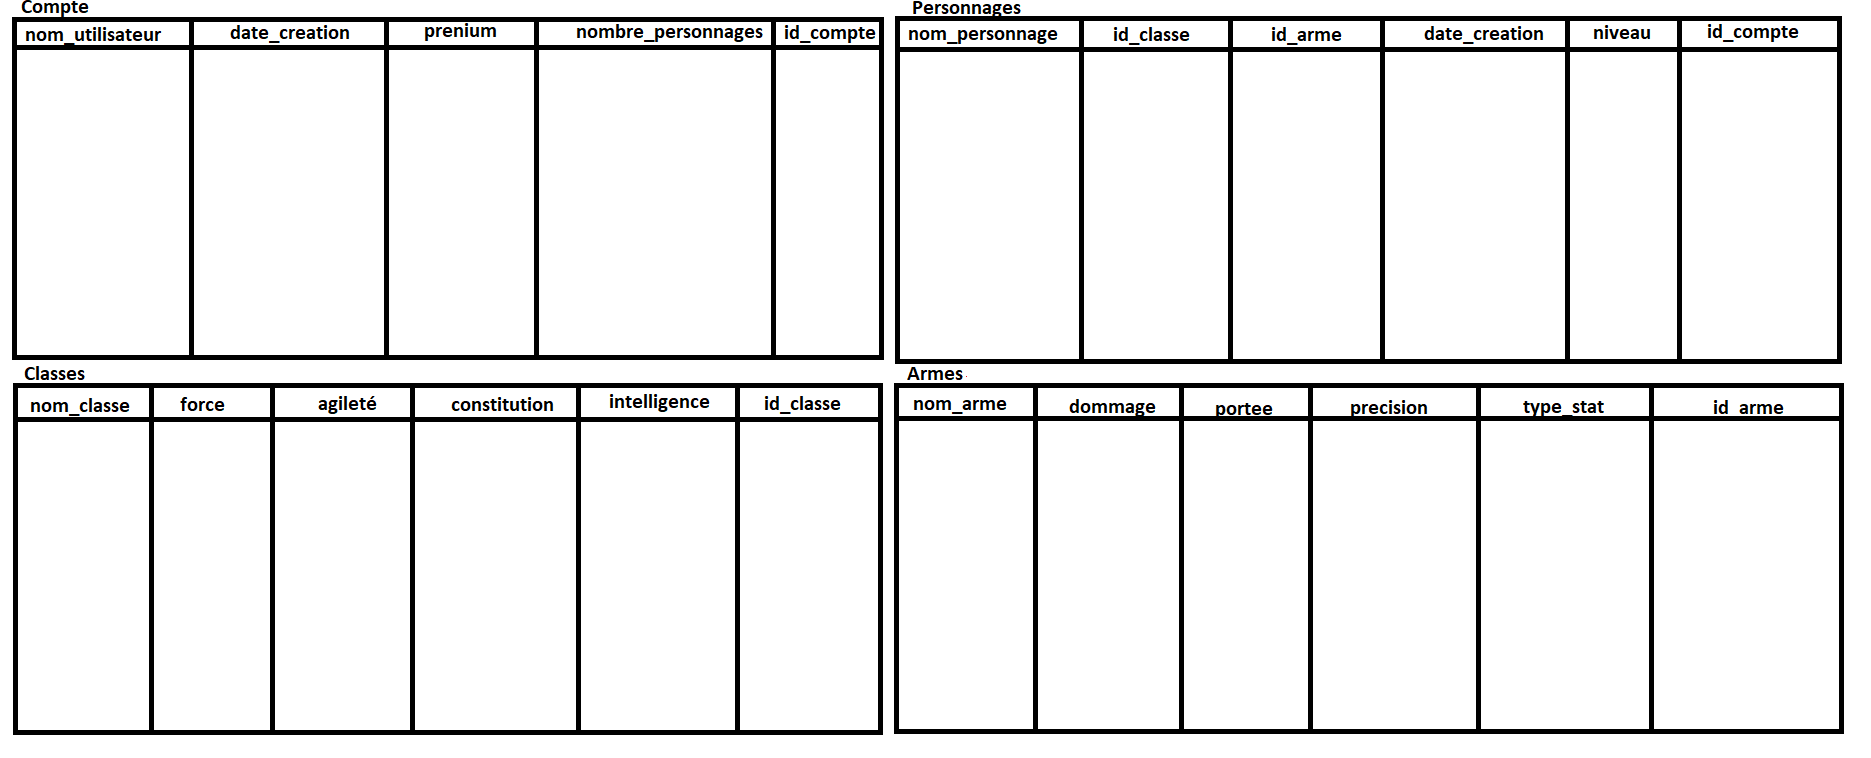 Compte
nom_utilisateur date_creation prenium nombre_personnages id_compte
Personnages
nom_personnage id_classe id_arme date_creation niveau id_compte
Classes
nom_classe force agileté constitution intelligence id_classe
Armes
nom_arme dommage portee precision type_stat id_arme